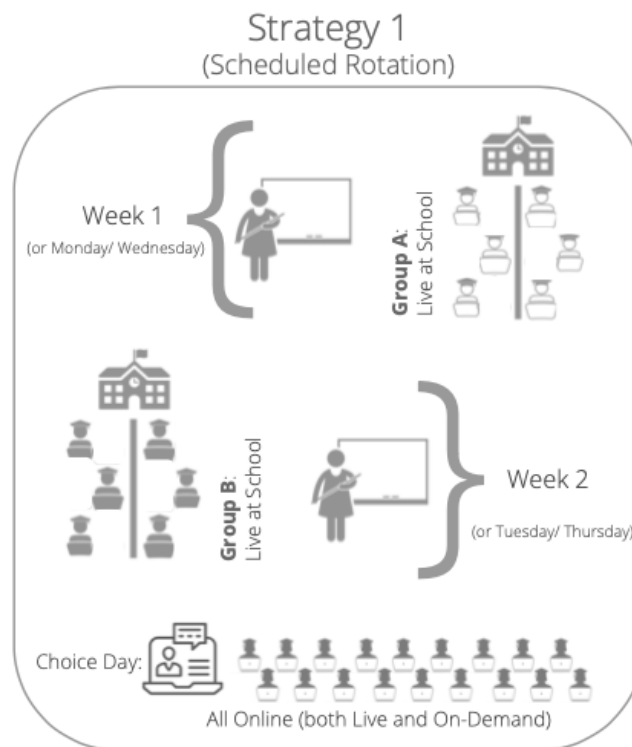 Strategy 1
(Scheduled Rotation)
Week 1
(or Monday/ Wednesday)
Group A:
Live at School
Group B:
Live at School
Week 2
(or Tuesday/ Thursday)
Choice Day:
All Online (both Live and On-Demand)